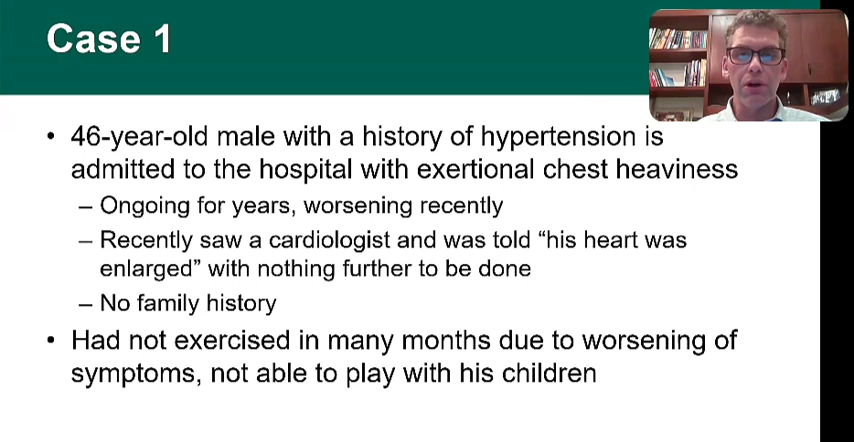 Case 1
• 46-year-old male with a history of hypertension is
admitted to the hospital with exertional chest heaviness
– Ongoing for years, worsening recently
– Recently saw a cardiologist and was told “his heart was
enlarged” with nothing further to be done
– No family history
• Had not exercised in many months due to worsening of
symptoms, not able to play with his children